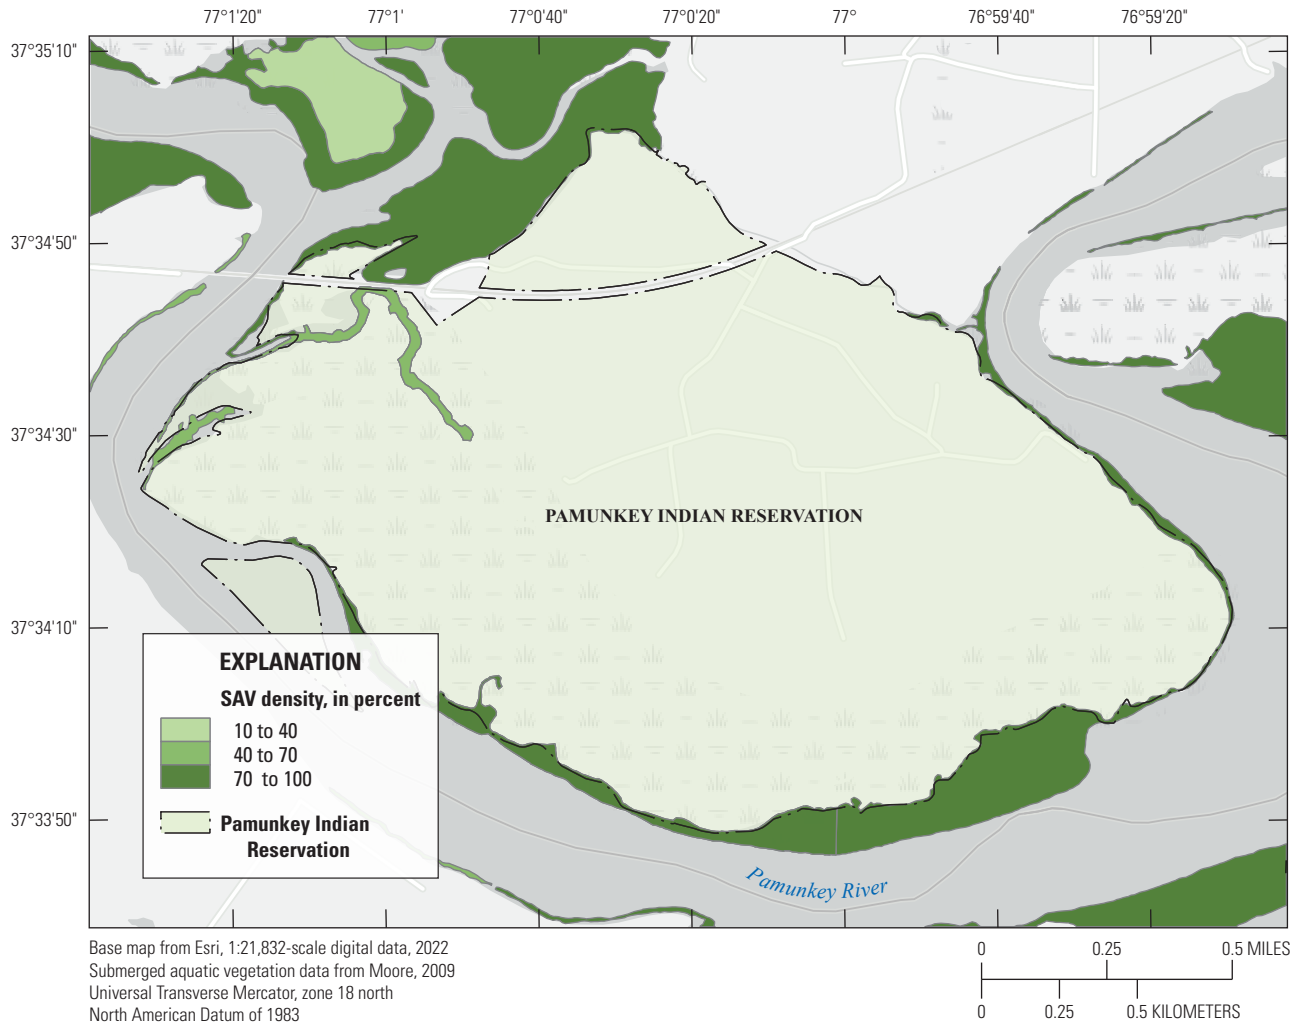 77°1'20" 77°1' 77°0'40" 77°0'20" 77° 76°59'40" 76°59'20"
37°35'10"
37°34'50"
37°34'30"
37°34'10"
37°33'50"
PAMUNKEY INDIAN RESERVATION
Pamunkey River
EXPLANATION
SAV density, in percent
10 to 40
40 to 70
70 to 100
Pamunkey Indian
Reservation
Base map from Esri, 1:21,832-scale digital data, 2022
Submerged aquatic vegetation data from Moore, 2009
Universal Transverse Mercator, zone 18 north
North American Datum of 1983
0 0.25 0.5 MILES
0 0.25 0.5 KILOMETERS